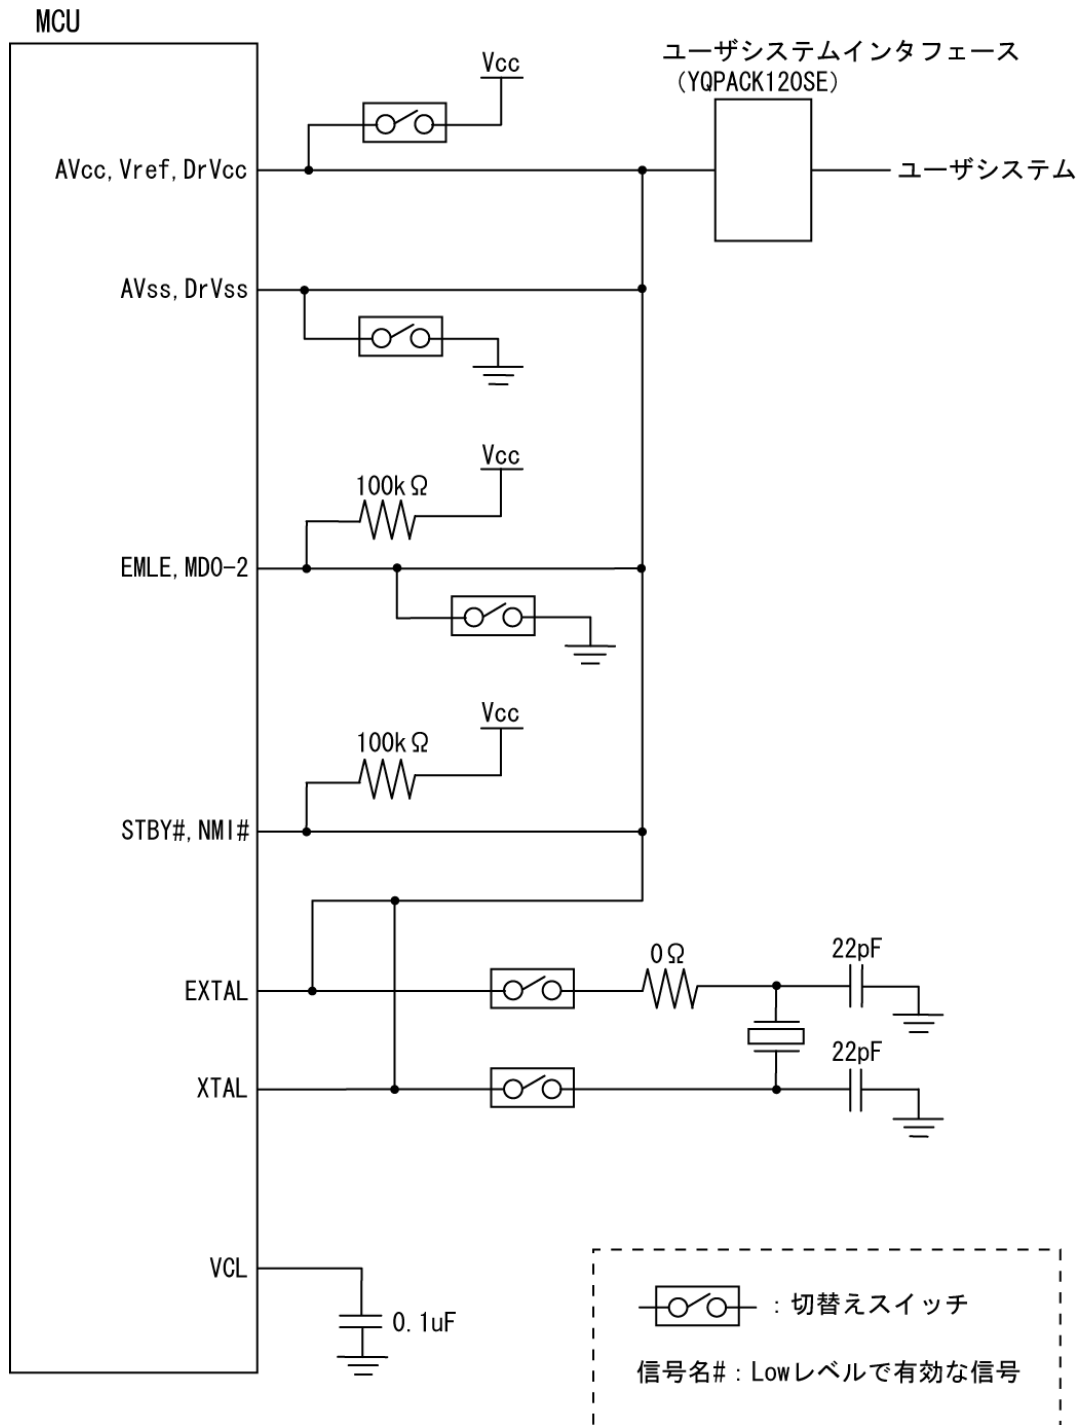 MCU
Vcc
ユーザシステムインタフェース
(YQPACK120SE)
AVcc, Vref, DrVcc
ユーザシステム
AVss, DrVss
Vcc
100kΩ
EMLE, MD0-2
Vcc
100kΩ
STBY#, NMI#
0Ω
22pF
EXTAL
22pF
XTAL
VCL
0.1uF
: 切替えスイッチ
信号名# : Lowレベルで有効な信号